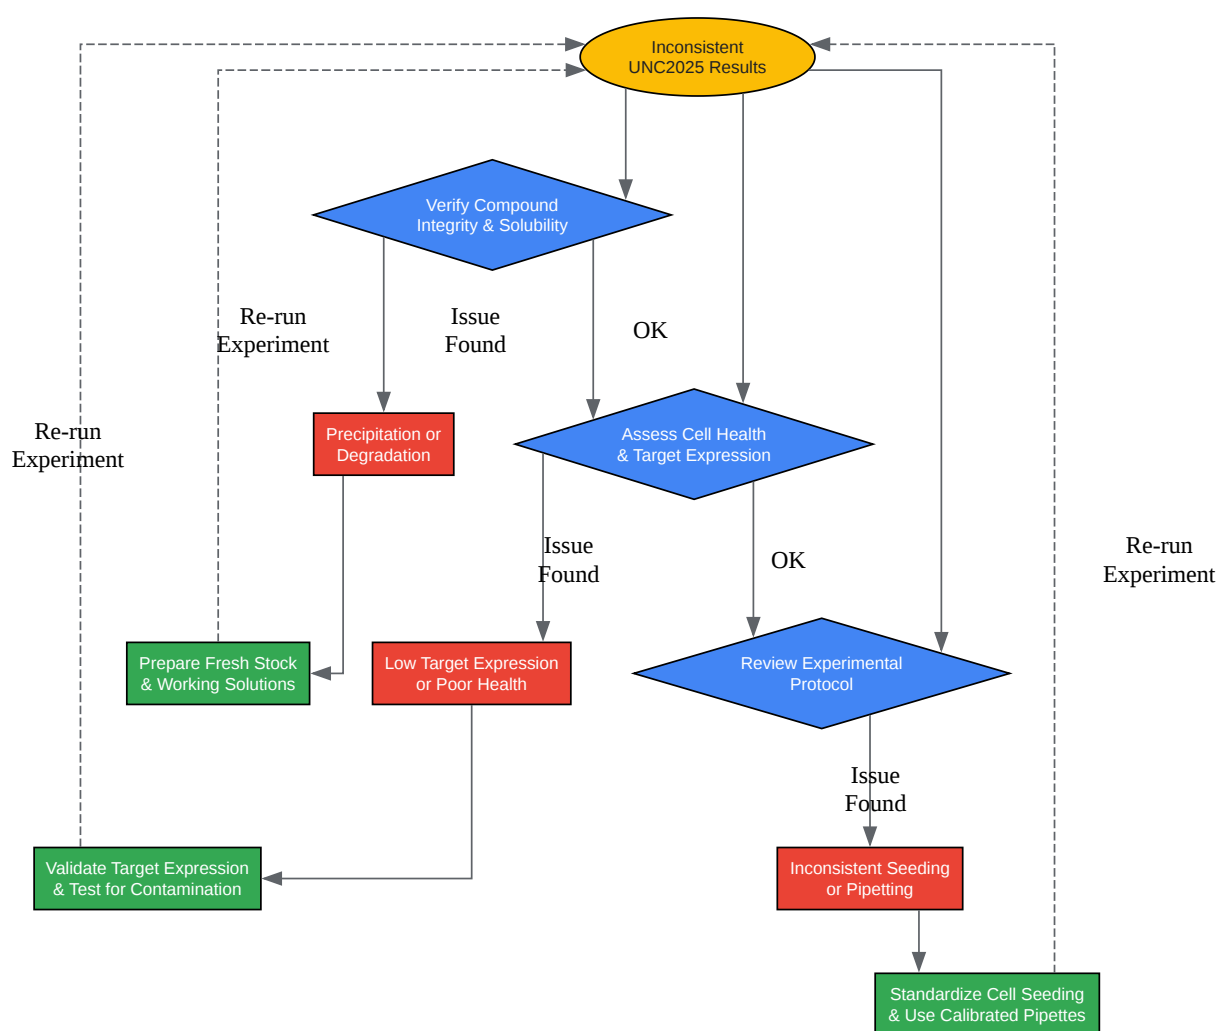 Inconsistent
UNC2025 Results
Verify Compound
Integrity & Solubility
Re-run
Experiment
Issue
Found
OK
Re-run
Experiment
Precipitation or
Degradation
Assess Cell Health
& Target Expression
Issue
Found
OK
Re-run
Experiment
Prepare Fresh Stock
& Working Solutions
Low Target Expression
or Poor Health
Review Experimental
Protocol
Issue
Found
Validate Target Expression
& Test for Contamination
Inconsistent Seeding
or Pipetting
Standardize Cell Seeding
& Use Calibrated Pipettes